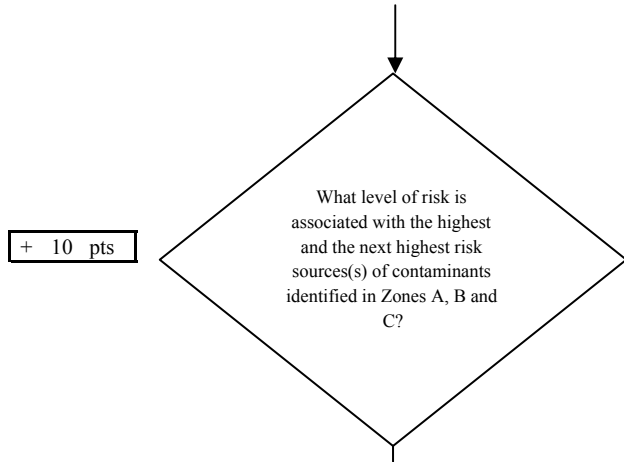 What level of risk is
associated with the highest
and the next highest risk
sources(s) of contaminants
identified in Zones A, B and
C?
+ 10 pts